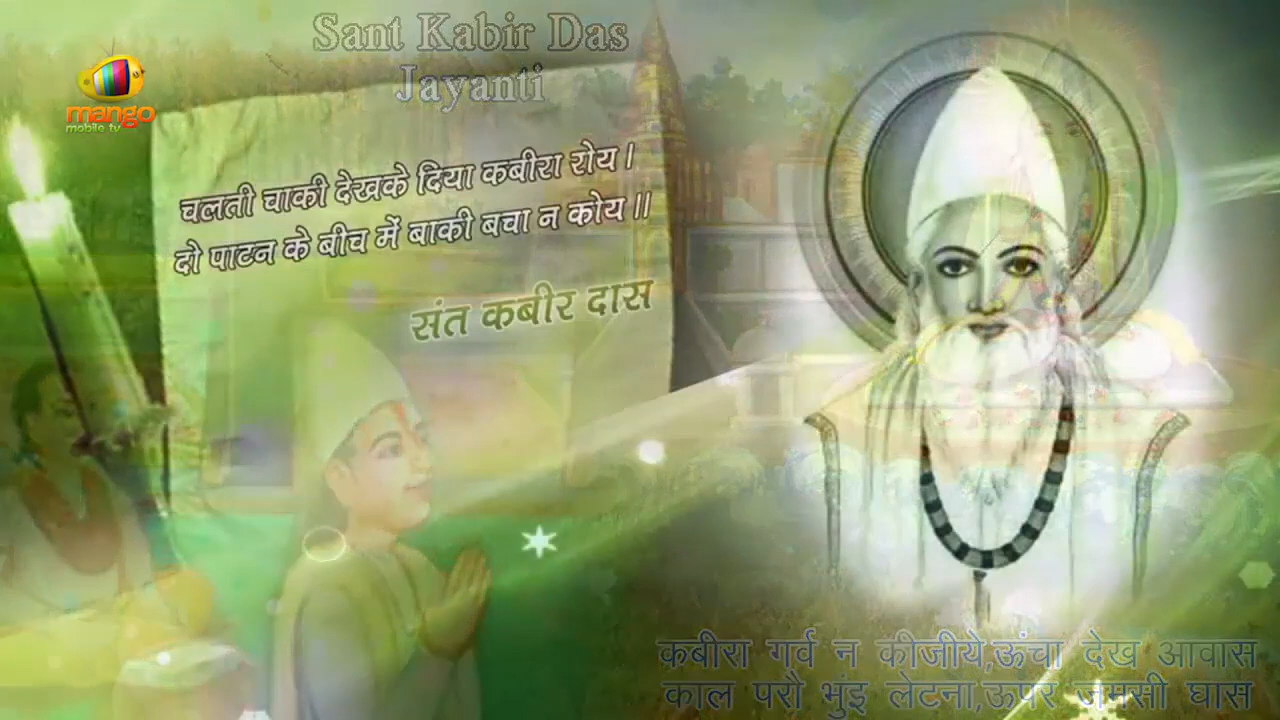 Sant Kabir Das
Jayanti
mango
mobile tv
चलती चाकी देखके दिया कबीरा रोय।
दो पाटन के बीच में बाकी बचा न कोय॥
संत कबीर दास
कबीरा गर्व न कीजीये,ऊंचा देख आवास
काल परौ भुंइ लेटना,ऊपर जमसी घास